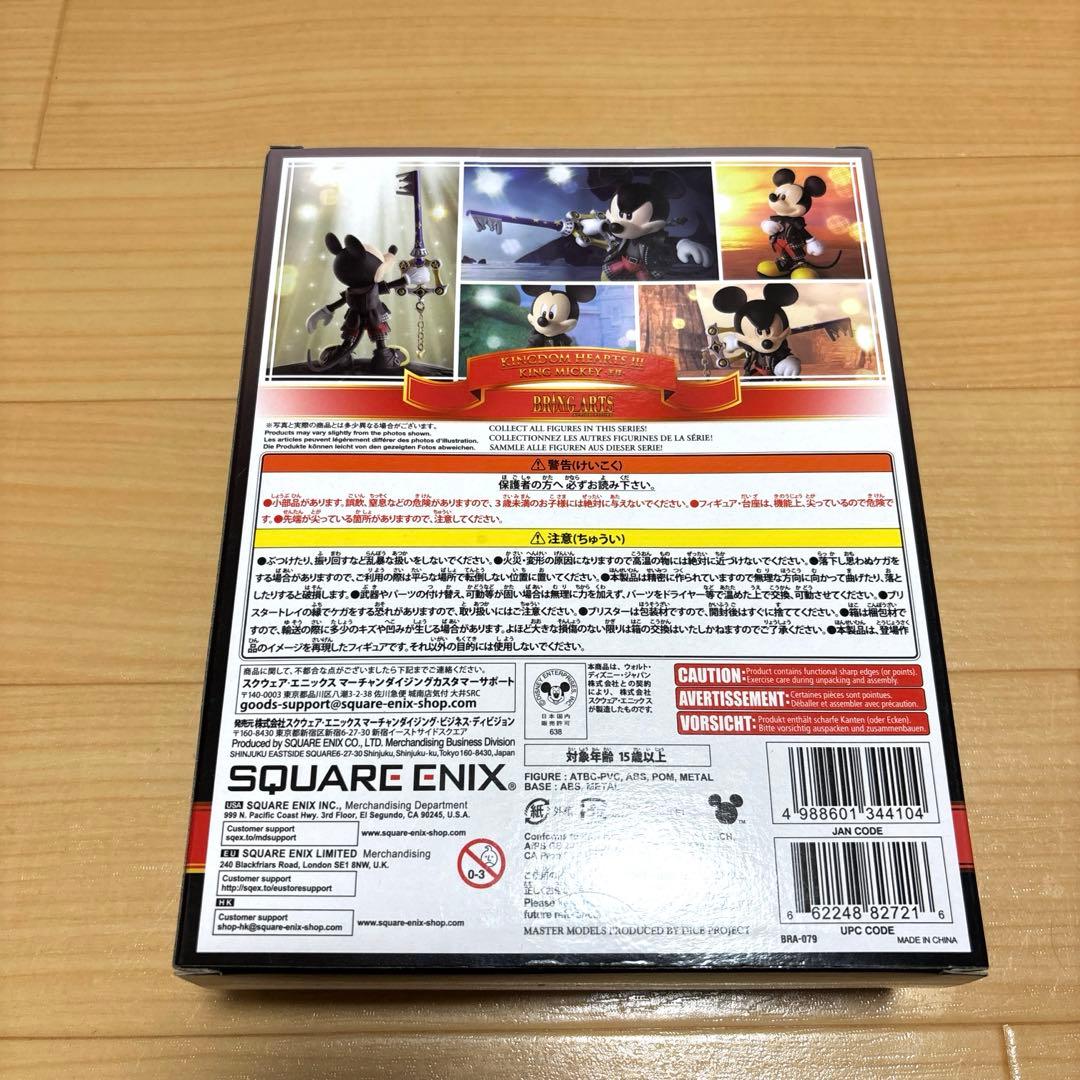 KINGDOM HEARTS III
KING MICKEY -王様-
BRING ARTS
※写真と実際の商品とは多少異なる場合がございます。
Products may vary slightly from the photos shown.
Les articles peuvent légèrement différer des photos d'illustration.
Die Produkte können leicht von den gezeigten Fotos abweichen.
COLLECT ALL FIGURES IN THIS SERIES!
COLLECTIONNEZ LES AUTRES FIGURINES DE LA SÉRIE!
SAMMLE ALLE FIGUREN AUS DIESER SERIE!
⚠警告(けいこく)
保護者の方へ必ずお読み下さい。
●小部品があります。誤飲、窒息などの危険がありますので、3歳未満のお子様には絶対に与えないでください。●フィギュア・台座は、機能上、尖っているので危険で
す。●先端が尖っている箇所がありますので、注意してください。
⚠注意(ちゅうい)
●ぶつけたり、振り回すなど乱暴な扱いをしないでください。●火災・変形の原因になりますので高温の物には絶対に近づけないでください。●落下し思わぬケガを
する場合がありますので、ご利用の際は平らな場所で転倒しない位置に置いてください。●本製品は精密に作られていますので無理な方向に向かって曲げたり、落と
したりすると破損します。●武器やパーツの付け替え、可動等が固い場合は無理に力を加えず、パーツをドライヤー等で温めた上で交換、可動させてください。●ブリ
スタートレイの縁でケガをする恐れがありますので、取り扱いにはご注意ください。●ブリスターは包装材ですので、開封後はすぐに捨ててください。●箱は梱包材で
すので、輸送の際に多少のキズや凹みが生じる場合があります。よほど大きな損傷のない限りは箱の交換はいたしかねますのでご了承ください。●本製品は、登場作
品のイメージを再現したフィギュアです。それ以外の目的には使用しないでください。
商品に関して、不都合な点がございましたら下記までご連絡ください。
スクウェア・エニックス マーチャンダイジングカスタマーサポート
〒140-0003 東京都品川区八潮3-2-38 佐川急便 城南店気付 大井SRC
goods-support@square-enix-shop.com
発売元 株式会社スクウェア・エニックス マーチャンダイジング・ビジネス・ディビジョン
〒160-8430 東京都新宿区新宿6-27-30 新宿イーストサイドスクエア
Produced by SQUARE ENIX CO., LTD. Merchandising Business Division
SHINJUKU EASTSIDE SQUARE6-27-30 Shinjuku, Shinjuku-ku, Tokyo 160-8430, Japan
SQUARE ENIX®
USA SQUARE ENIX INC., Merchandising Department
999 N. Pacific Coast Hwy. 3rd Floor, El Segundo, CA 90245, U.S.A.
Customer support
sqex.to/mdsupport
www.square-enix-shop.com
EU SQUARE ENIX LIMITED Merchandising
240 Blackfriars Road, London SE1 8NW, U.K.
Customer support
http://sqex.to/eustoresupport
HK
Customer support
shop-hk@square-enix-shop.com
www.square-enix-shop.com
0-3
DISNEY ENTERPRISES INC
日本国内
販売許可
638
本商品は、ウォルト・
ディズニー・ジャパン
株式会社との契約
により、株式会社
スクウェア・エニックス
が製造したものです。
対象年齢 15歳以上
FIGURE : ATBC-PVC, ABS, POM, METAL
BASE : ABS, METAL
紙 外箱
TM
Conforms to
CA Pro
Please
future
MASTER MODELS PRODUCED BY DICE PROJECT
CAUTION: Product contains functional sharp edges (or points).
Exercise care during unpacking and assembly.
AVERTISSEMENT: Certaines pièces sont pointues.
Déballer et assembler avec précaution.
VORSICHT: Produkt enthält scharfe Kanten (oder Ecken).
Bitte vorsichtig auspacken und zusammenbauen.
4 988601 344104
JAN CODE
6 62248 82721 6
UPC CODE
BRA-079
MADE IN CHINA